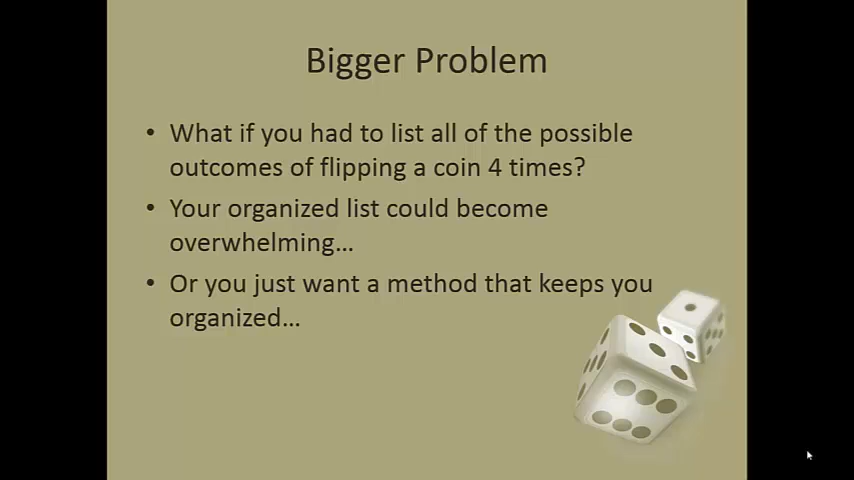 Bigger Problem
• What if you had to list all of the possible
outcomes of flipping a coin 4 times?
• Your organized list could become
overwhelming…
• Or you just want a method that keeps you
organized…